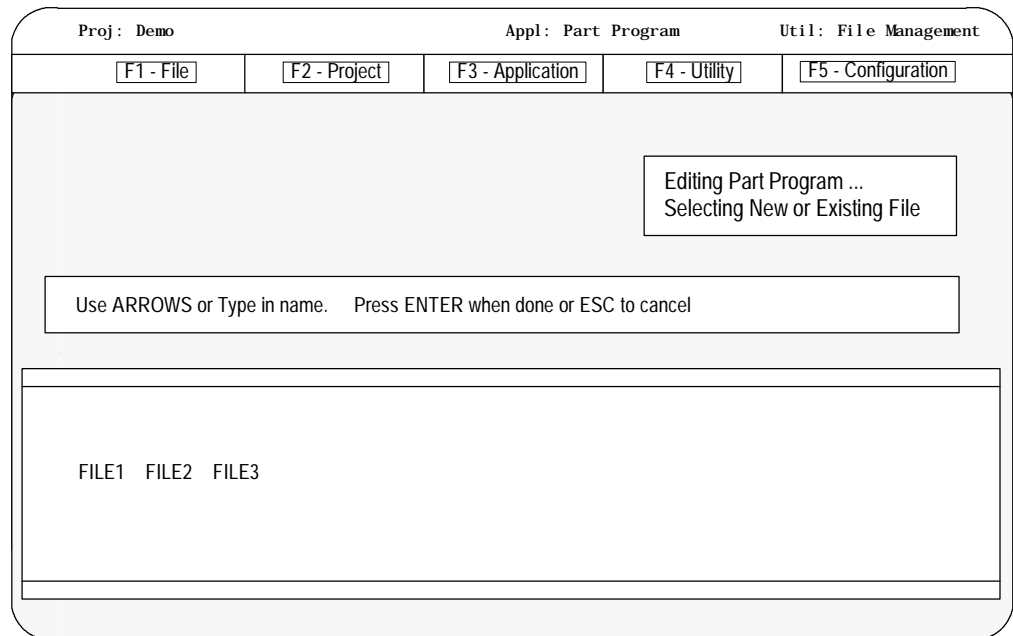 Proj: Demo Appl: Part Program Util: File Management
F1 - File F2 - Project F3 - Application F4 - Utility F5 - Configuration
Editing Part Program ...
Selecting New or Existing File
Use ARROWS or Type in name. Press ENTER when done or ESC to cancel
FILE1 FILE2 FILE3